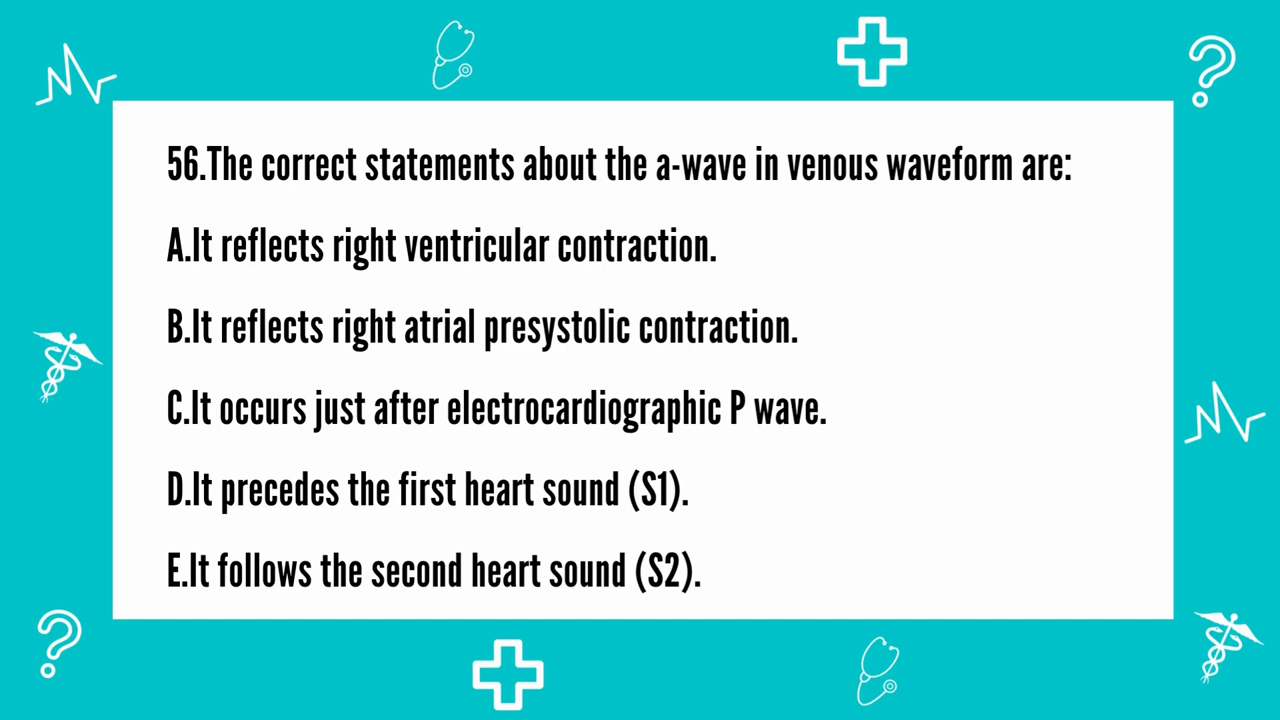 56.The correct statements about the a-wave in venous waveform are:
A.It reflects right ventricular contraction.
B.It reflects right atrial presystolic contraction.
C.It occurs just after electrocardiographic P wave.
D.It precedes the first heart sound (S1).
E.It follows the second heart sound (S2).